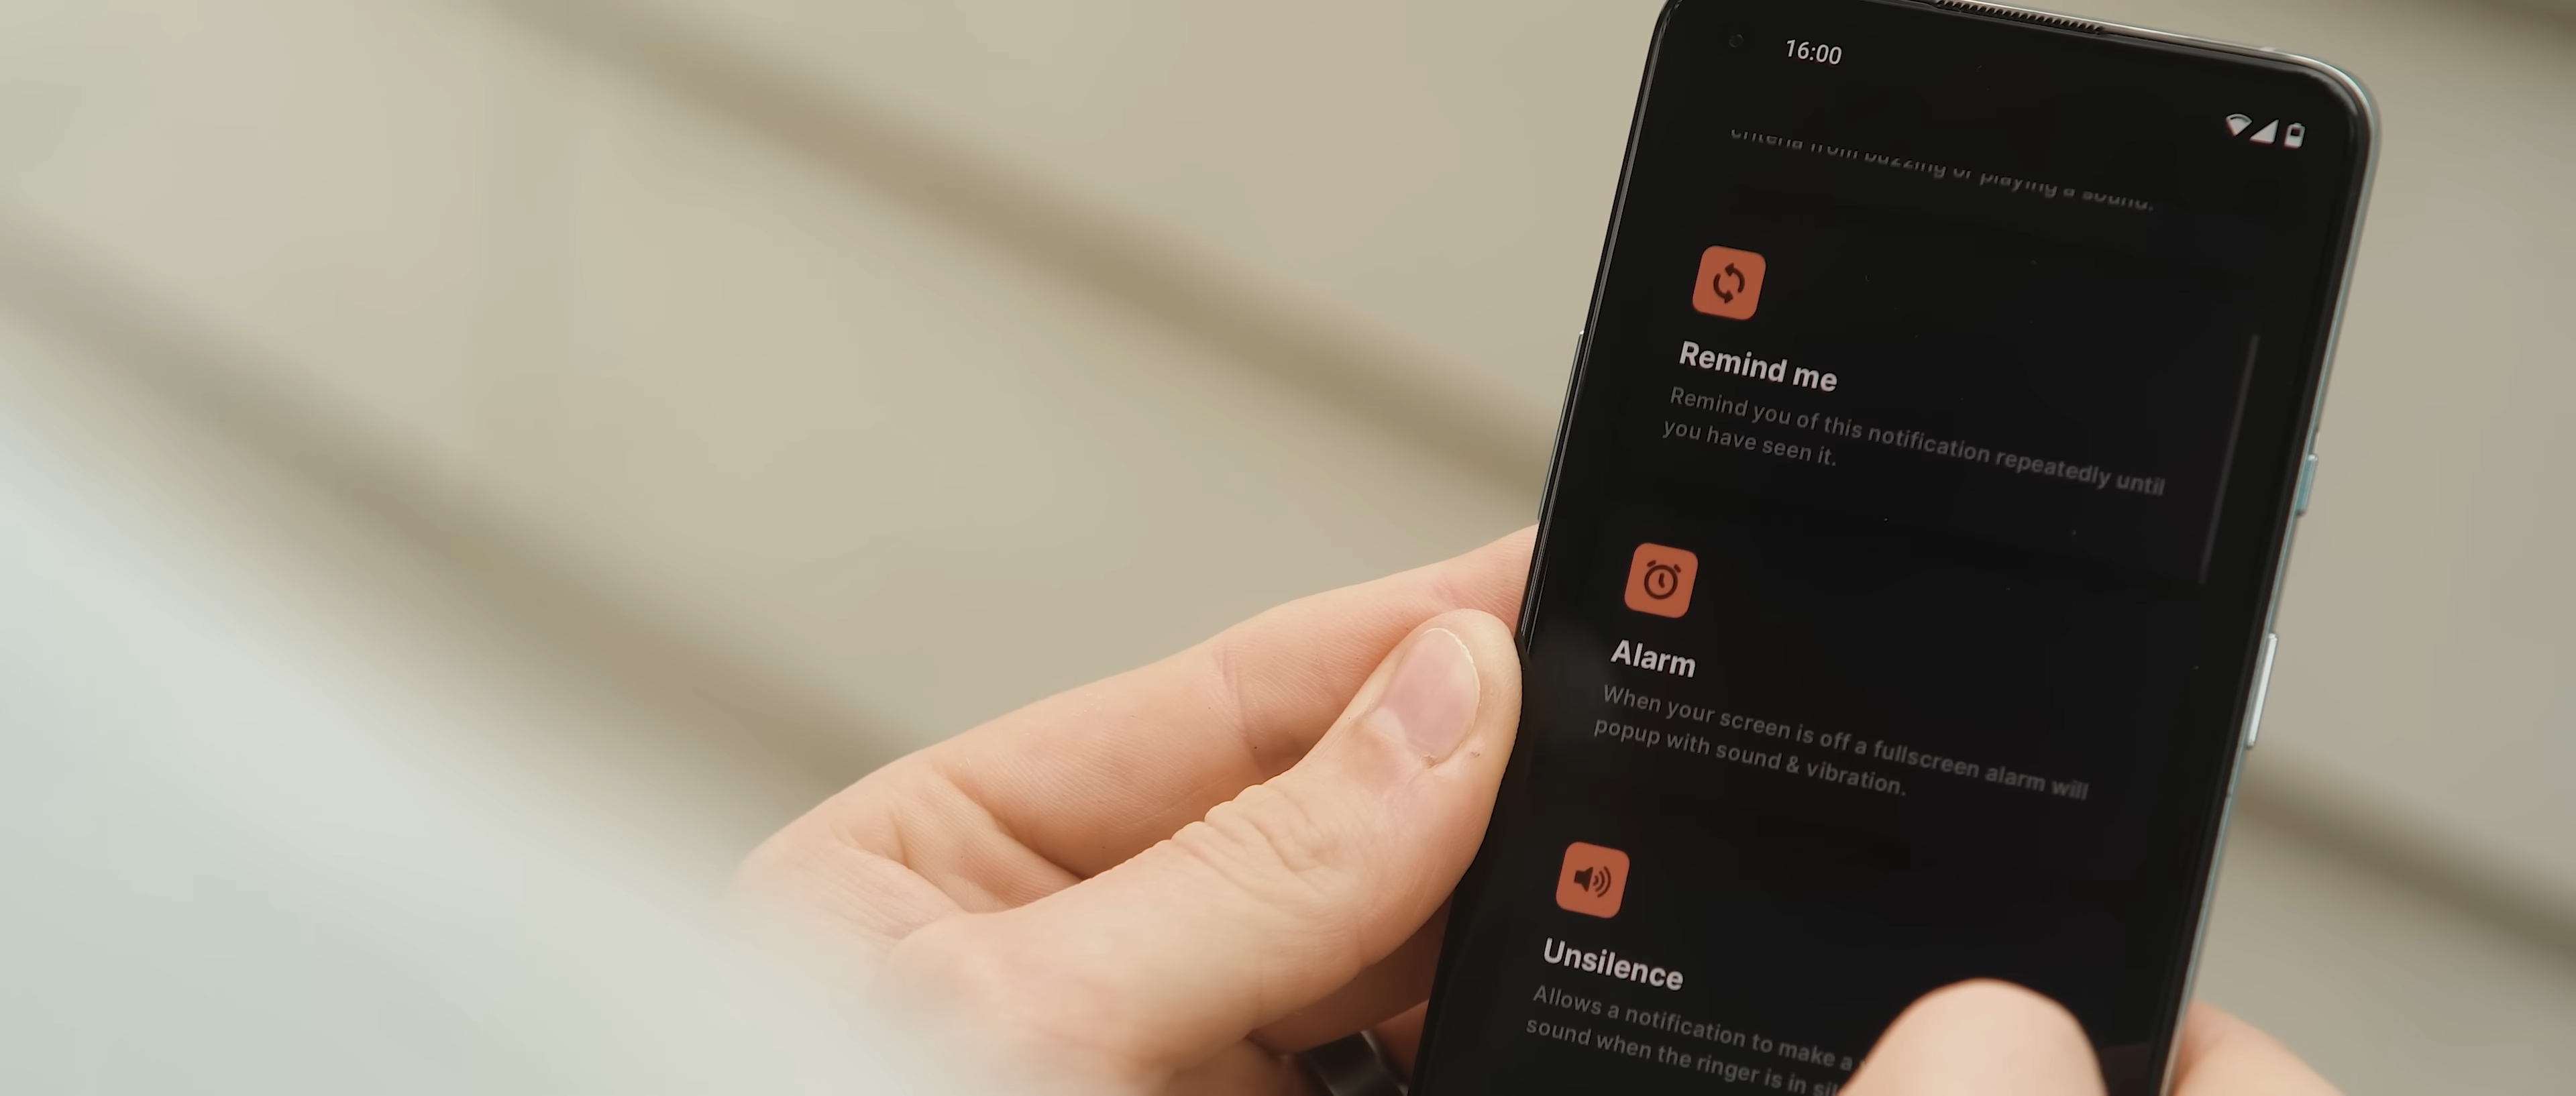 16:00
criteria from buzzing or playing a sound.
Remind me
Remind you of this notification repeatedly until
you have seen it.
Alarm
When your screen is off a fullscreen alarm will
popup with sound & vibration.
Unsilence
Allows a notification to make a
sound when the ringer is in